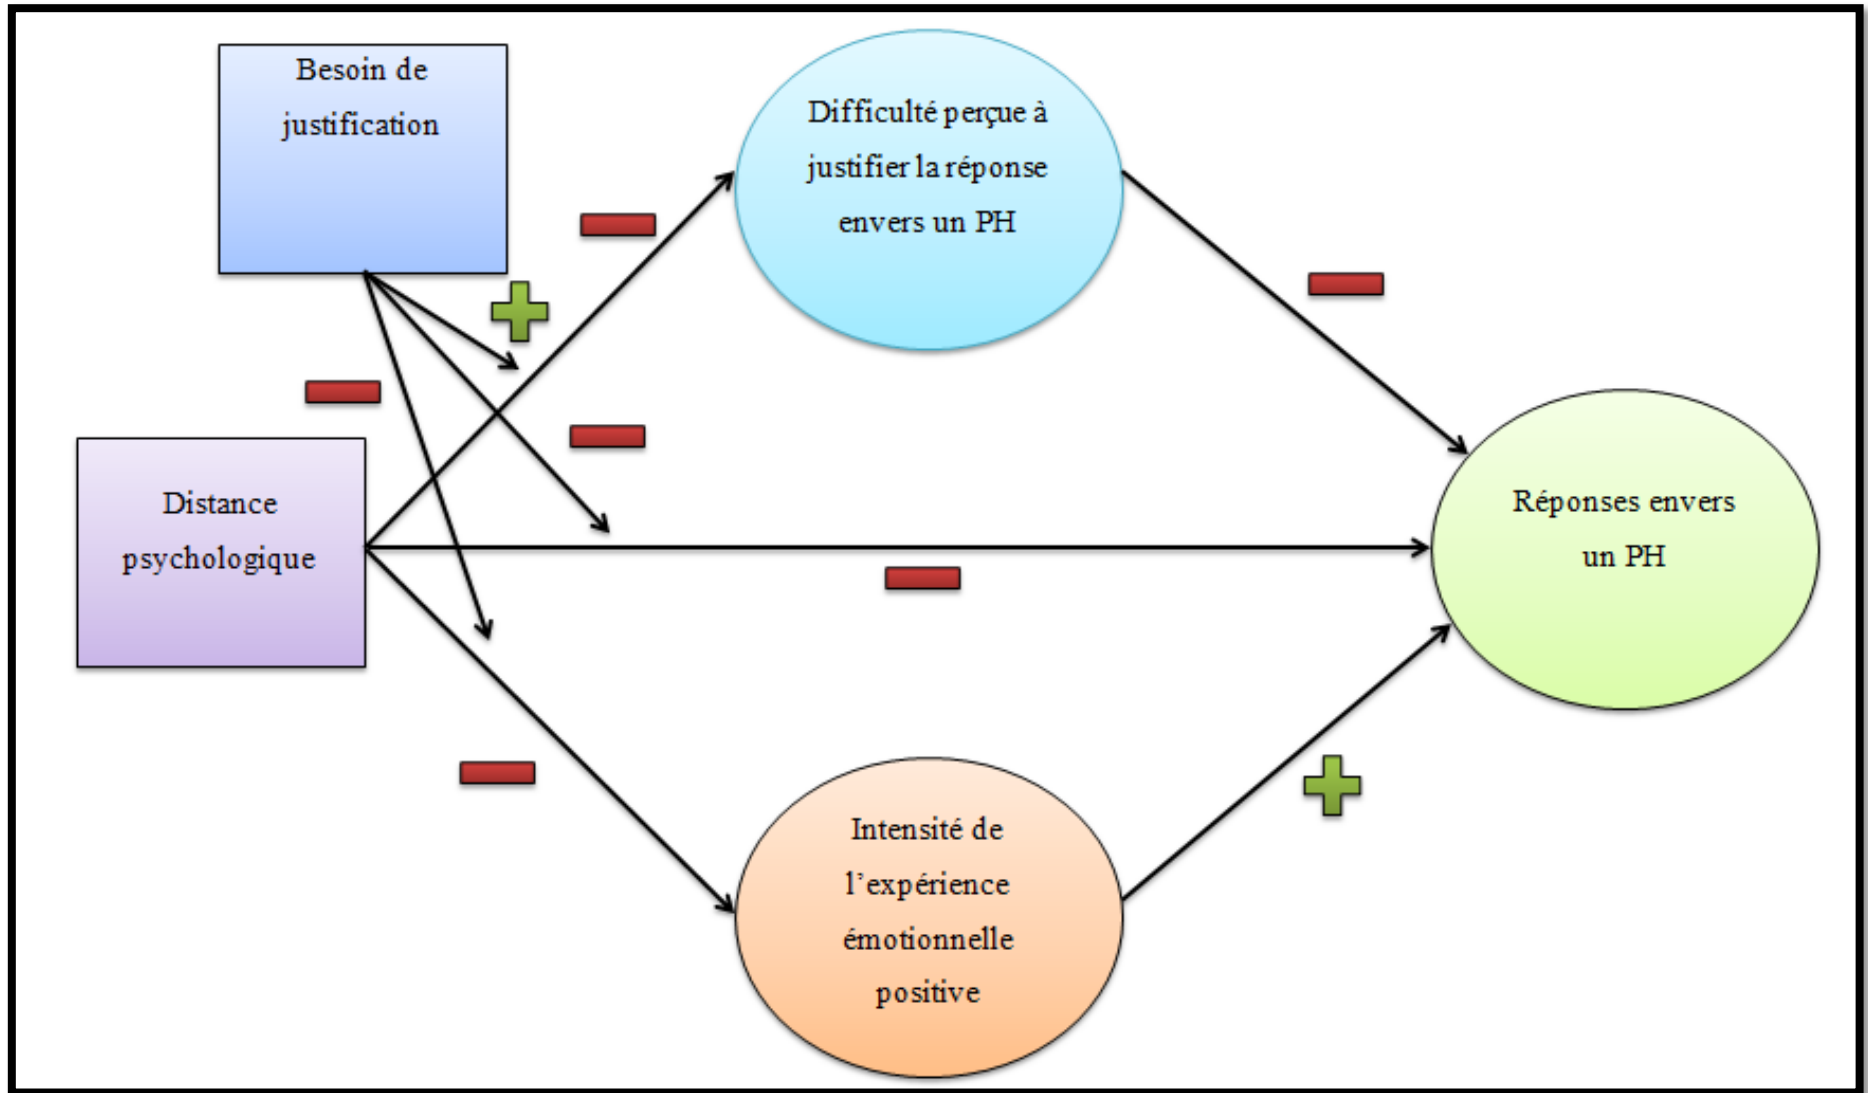 Besoin de
justification
Difficulté perçue à
justifier la réponse
envers un PH
Distance
psychologique
Réponses envers
un PH
Intensité de
l’expérience
émotionnelle
positive